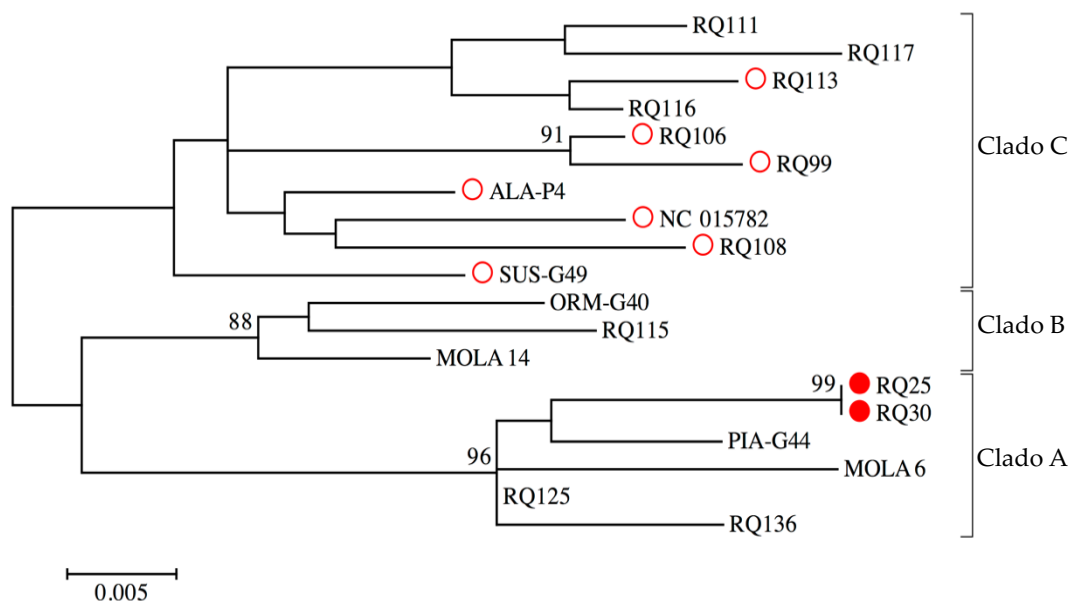 RQ111
RQ117
RQ113
RQ116
91
RQ106
RQ99
ALA-P4
NC 015782
RQ108
SUS-G49
Clado C
ORM-G40
88
RQ115
MOLA 14
Clado B
99
RQ25
RQ30
PIA-G44
96
MOLA 6
RQ125
RQ136
Clado A
0.005